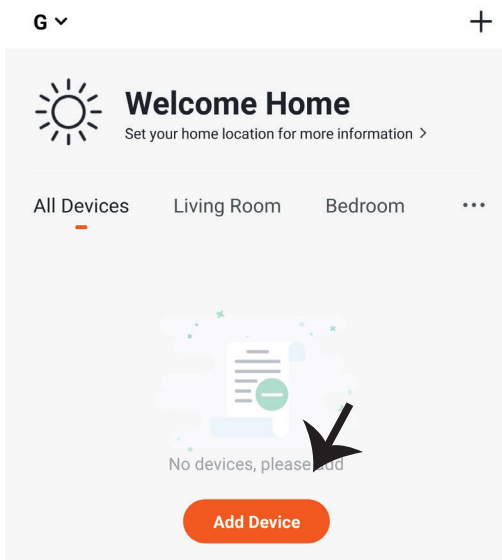 G
Welcome Home
Set your home location for more information >
All Devices Living Room Bedroom ...
No devices, please add
Add Device